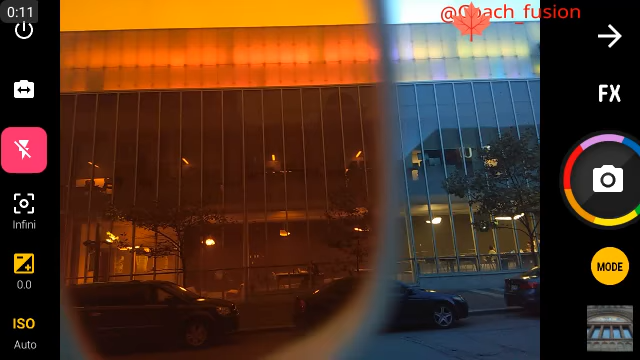 0:11
@Coach_fusion
FX
Infini
0.0
MODE
ISO
Auto